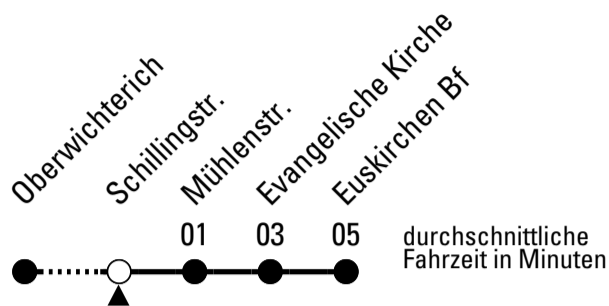 Oberwichterich
Schillingstr.
Mühlenstr.
Evangelische Kirche
Euskirchen Bf
01 03 05
durchschnittliche
Fahrzeit in Minuten